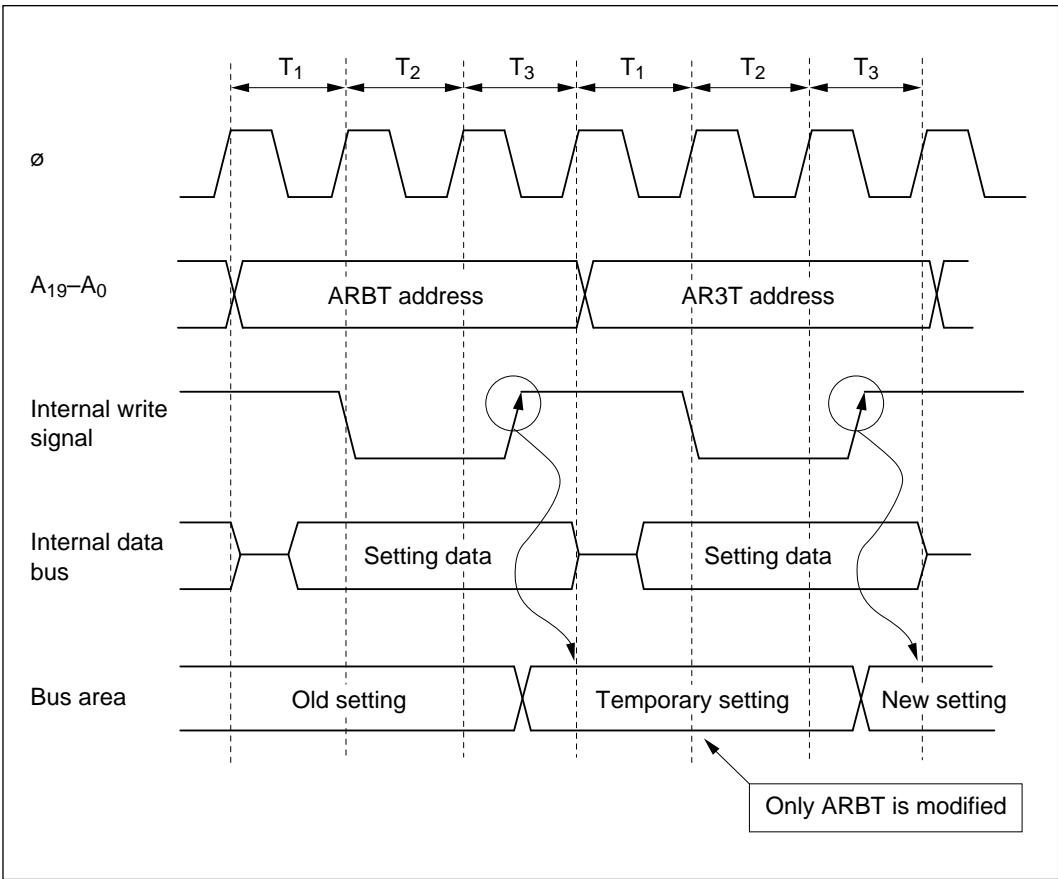 T1 T2 T3 T1 T2 T3
ø
A19–A0
ARBT address AR3T address
Internal write
signal
Internal data
bus
Setting data Setting data
Bus area
Old setting Temporary setting New setting
Only ARBT is modified